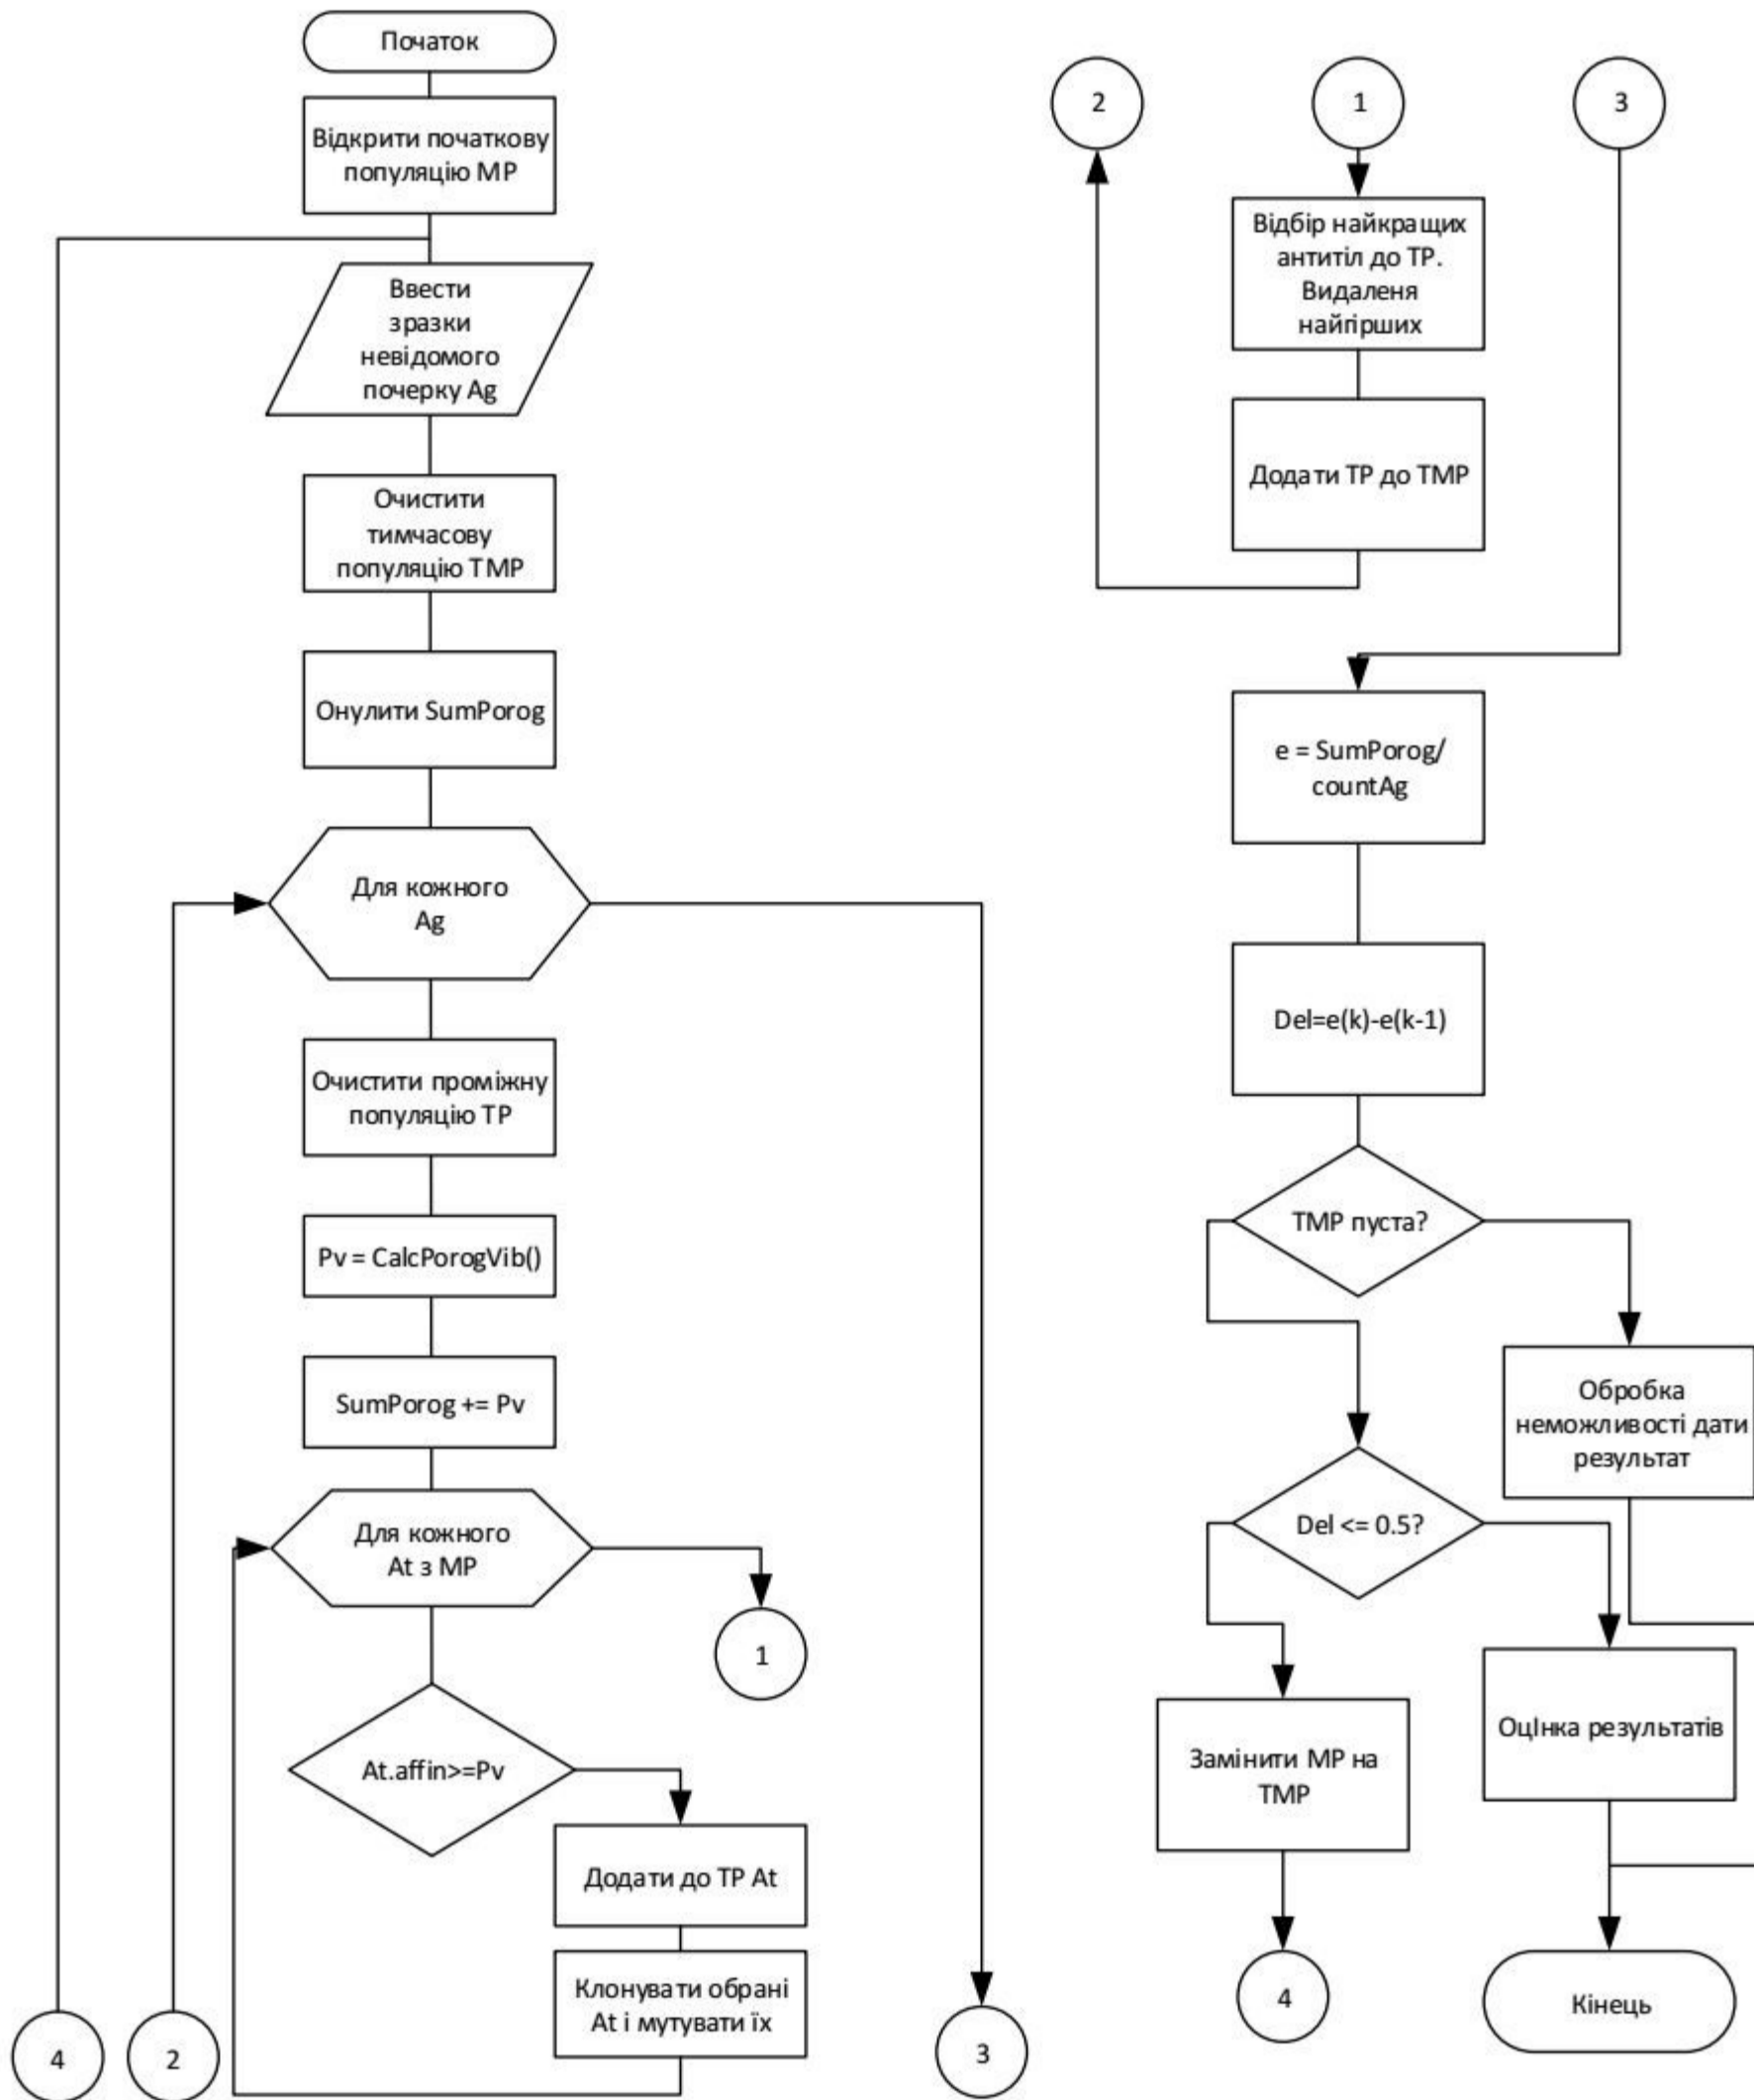 Початок
Відкрити початкову
популяцію МР
Ввести
зразки
невідомого
почерку Ag
Очистити
тимчасову
популяцію ТМР
Онулити SumPorog
Для кожного
Ag
Очистити проміжну
популяцію ТР
Pv = CalcPorogVib()
SumPorog += Pv
Для кожного
At з МР
1
At.affin>=Pv
Додати до ТР At
Клонувати обрані
At і мутувати їх
4
2
3
2
1
3
Відбір найкращих
антитіл до ТР.
Видаленя
найгірших
Додати ТР до ТМР
e = SumPorog/
countAg
Del=e(k)-e(k-1)
ТМР пуста?
Обробка
неможливості дати
результат
Del <= 0.5?
ОцІнка результатів
Замінити МР на
ТМР
4
Кінець